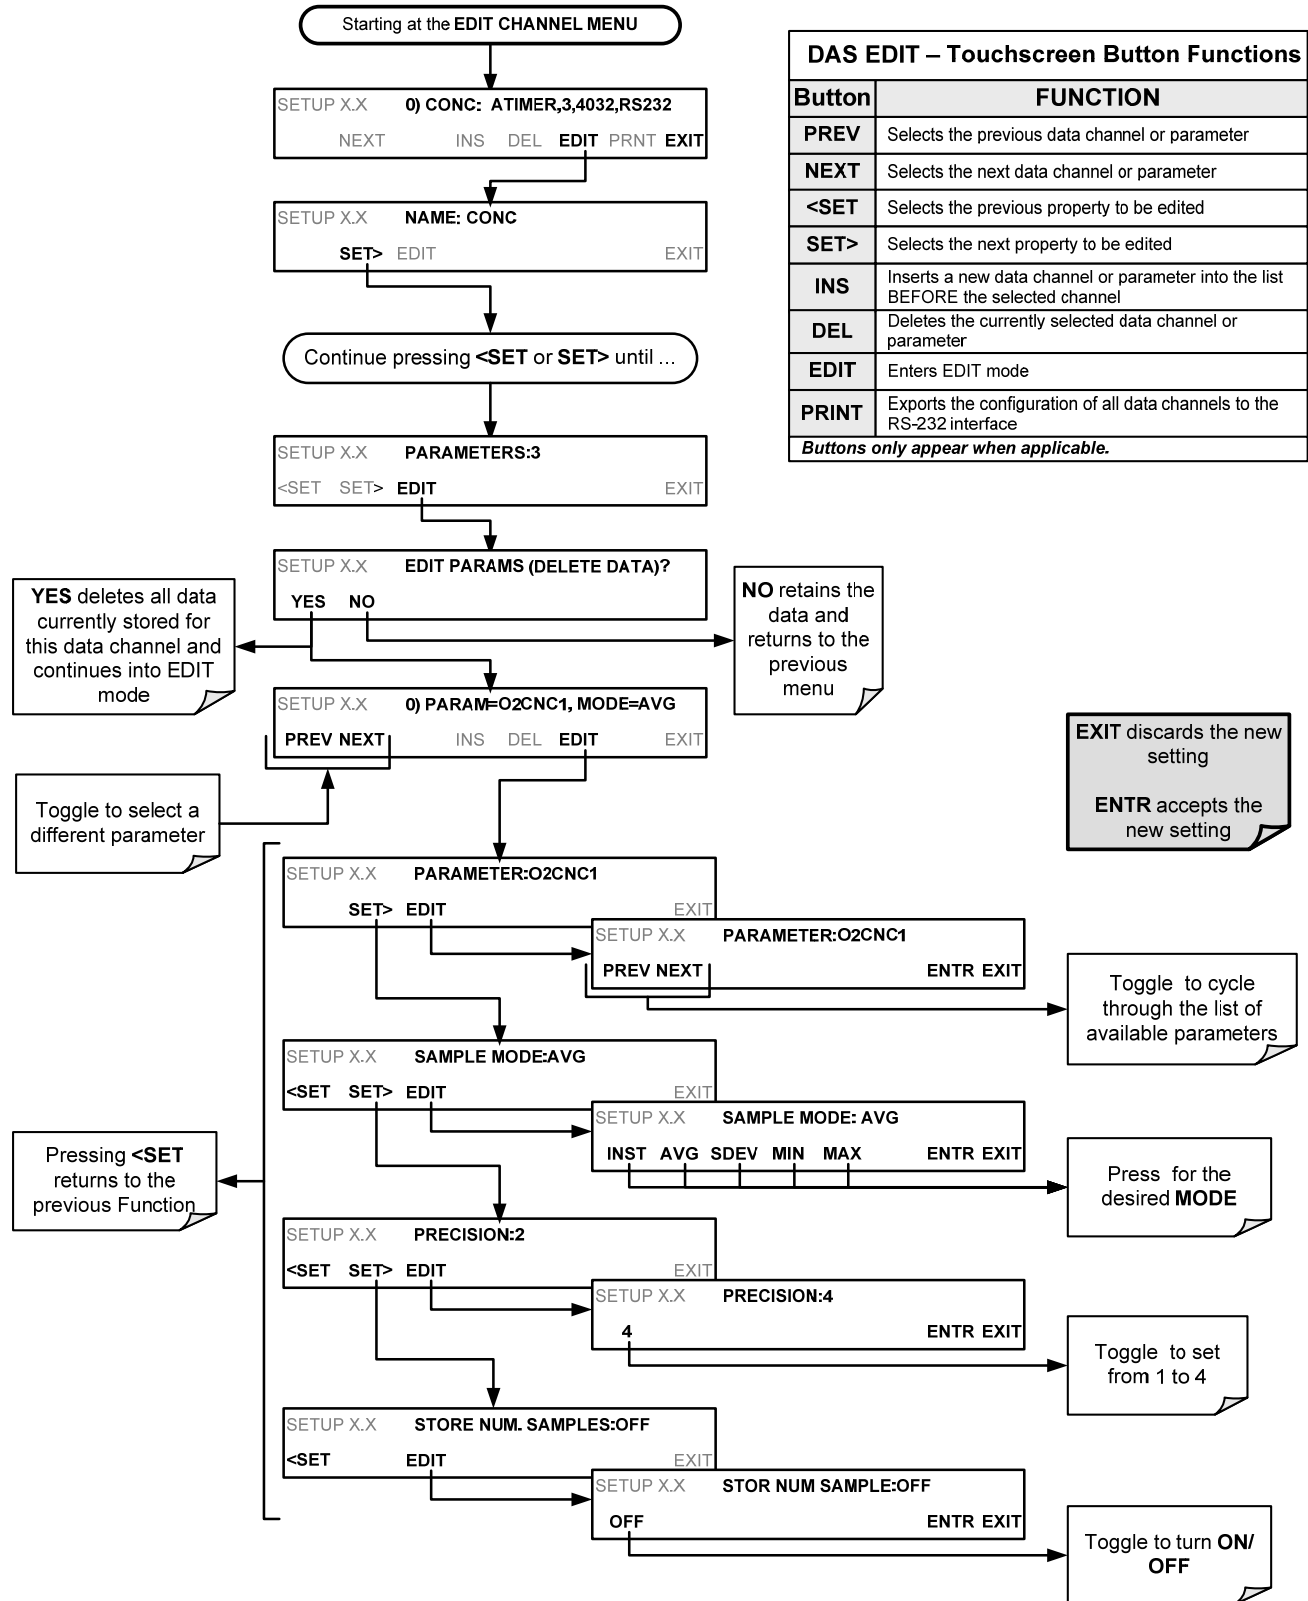 Starting at the EDIT CHANNEL MENU
SETUP X.X 0) CONC: ATIMER,3,4032,RS232
NEXT INS DEL EDIT PRNT EXIT
SETUP X.X NAME: CONC
SET> EDIT EXIT
Continue pressing <SET or SET> until ...
SETUP X.X PARAMETERS:3
<SET SET> EDIT EXIT
SETUP X.X EDIT PARAMS (DELETE DATA)?
YES NO
YES deletes all data
currently stored for
this data channel and
continues into EDIT
mode
NO retains the
data and
returns to the
previous
menu
SETUP X.X 0) PARAM=O2CNC1, MODE=AVG
PREV NEXT INS DEL EDIT EXIT
Toggle to select a
different parameter
DAS EDIT – Touchscreen Button Functions
Button FUNCTION
PREV Selects the previous data channel or parameter
NEXT Selects the next data channel or parameter
<SET Selects the previous property to be edited
SET> Selects the next property to be edited
INS Inserts a new data channel or parameter into the list
BEFORE the selected channel
DEL Deletes the currently selected data channel or
parameter
EDIT Enters EDIT mode
PRINT Exports the configuration of all data channels to the
RS-232 interface
Buttons only appear when applicable.
EXIT discards the new
setting
ENTR accepts the
new setting
SETUP X.X PARAMETER:O2CNC1
SET> EDIT EXIT
SETUP X.X PARAMETER:O2CNC1
PREV NEXT ENTR EXIT
Toggle to cycle
through the list of
available parameters
SETUP X.X SAMPLE MODE:AVG
<SET SET> EDIT EXIT
SETUP X.X SAMPLE MODE: AVG
INST AVG SDEV MIN MAX ENTR EXIT
Press for the
desired MODE
Pressing <SET
returns to the
previous Function
SETUP X.X PRECISION:2
<SET SET> EDIT EXIT
SETUP X.X PRECISION:4
4 ENTR EXIT
Toggle to set
from 1 to 4
SETUP X.X STORE NUM. SAMPLES:OFF
<SET EDIT EXIT
SETUP X.X STOR NUM SAMPLE:OFF
OFF ENTR EXIT
Toggle to turn ON/
OFF